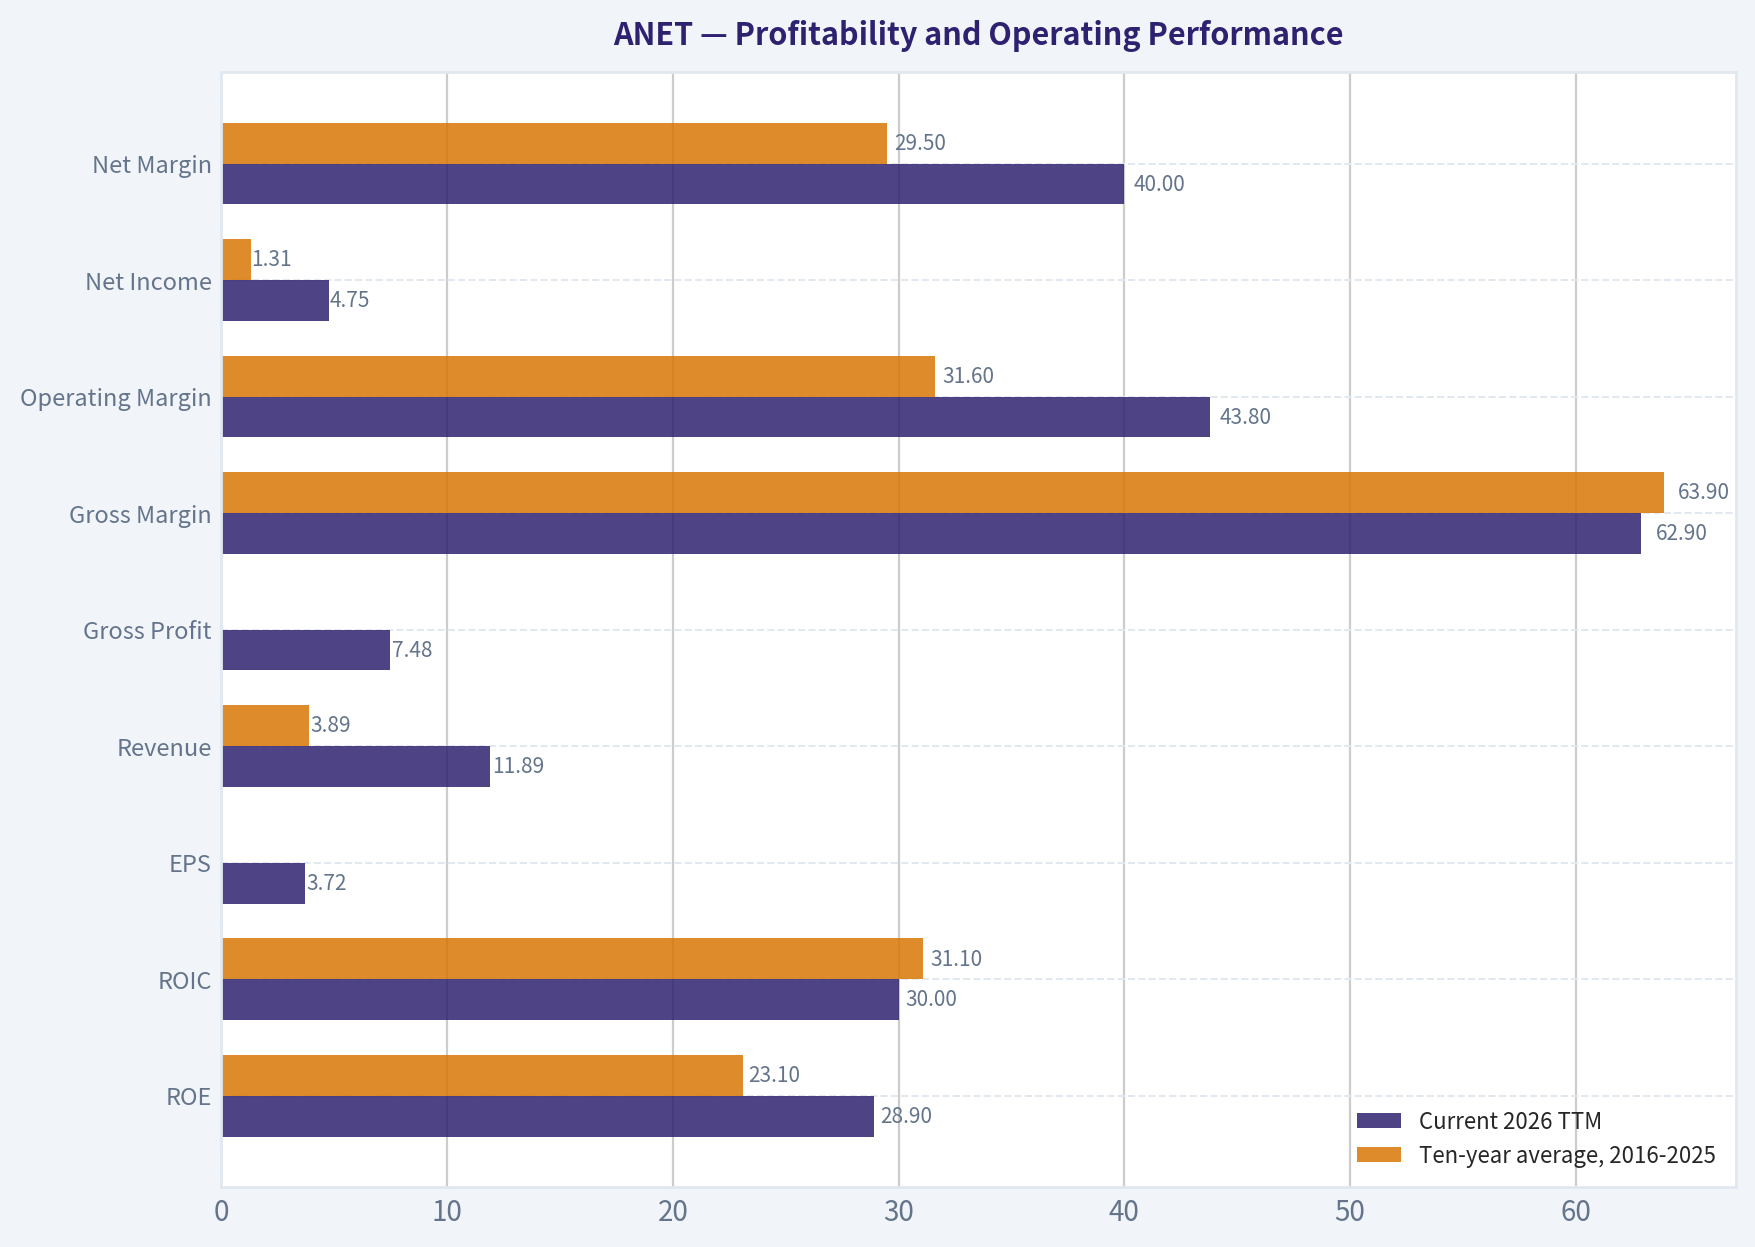 ANET — Profitability and Operating Performance
Net Margin
29.50
40.00
Net Income
1.31
4.75
Operating Margin
31.60
43.80
Gross Margin
63.90
62.90
Gross Profit
7.48
Revenue
3.89
11.89
EPS
3.72
ROIC
31.10
30.00
ROE
23.10
28.90
Current 2026 TTM
Ten-year average, 2016-2025
0 10 20 30 40 50 60